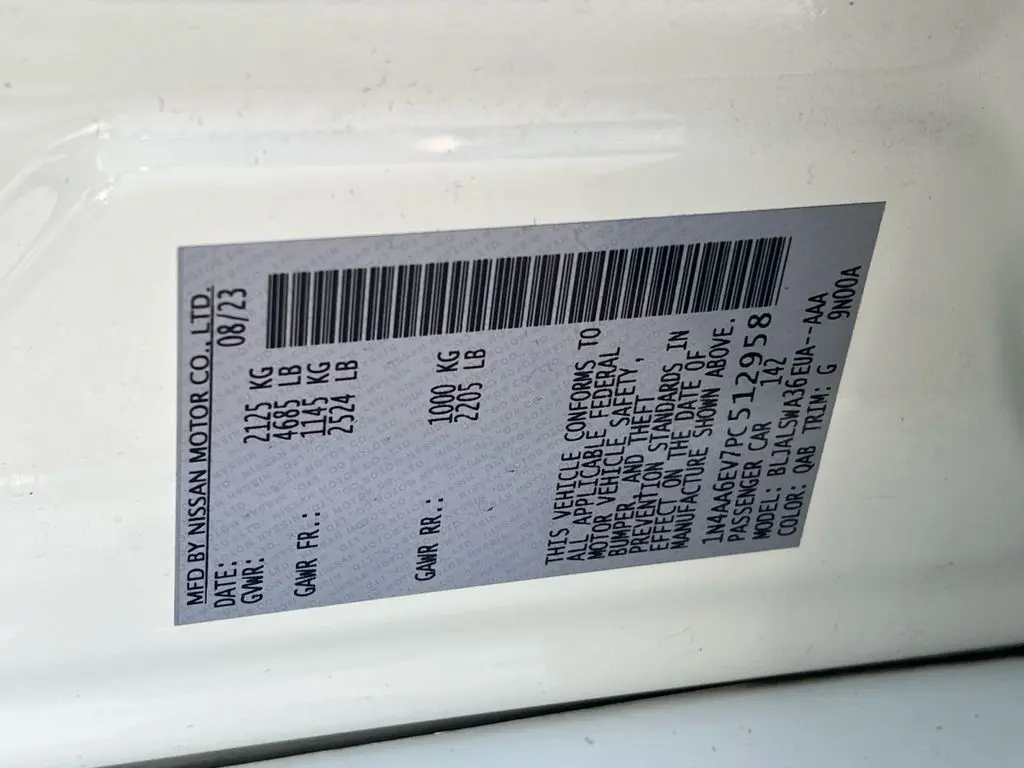 MFD BY NISSAN MOTOR CO., LTD.
DATE: 08/23
GVWR: 2125 KG
4685 LB
GAWR FR.: 1145 KG
2524 LB
GAWR RR.: 1000 KG
2205 LB
THIS VEHICLE CONFORMS TO
ALL APPLICABLE FEDERAL
MOTOR VEHICLE SAFETY,
BUMPER, AND THEFT
PREVENTION STANDARDS IN
EFFECT ON THE DATE OF
MANUFACTURE SHOWN ABOVE.
1N4AA6EV7PC512958
PASSENGER CAR 142
MODEL: BLJALSWA36EUA--AAA
COLOR: QAB TRIM: G 9N00A